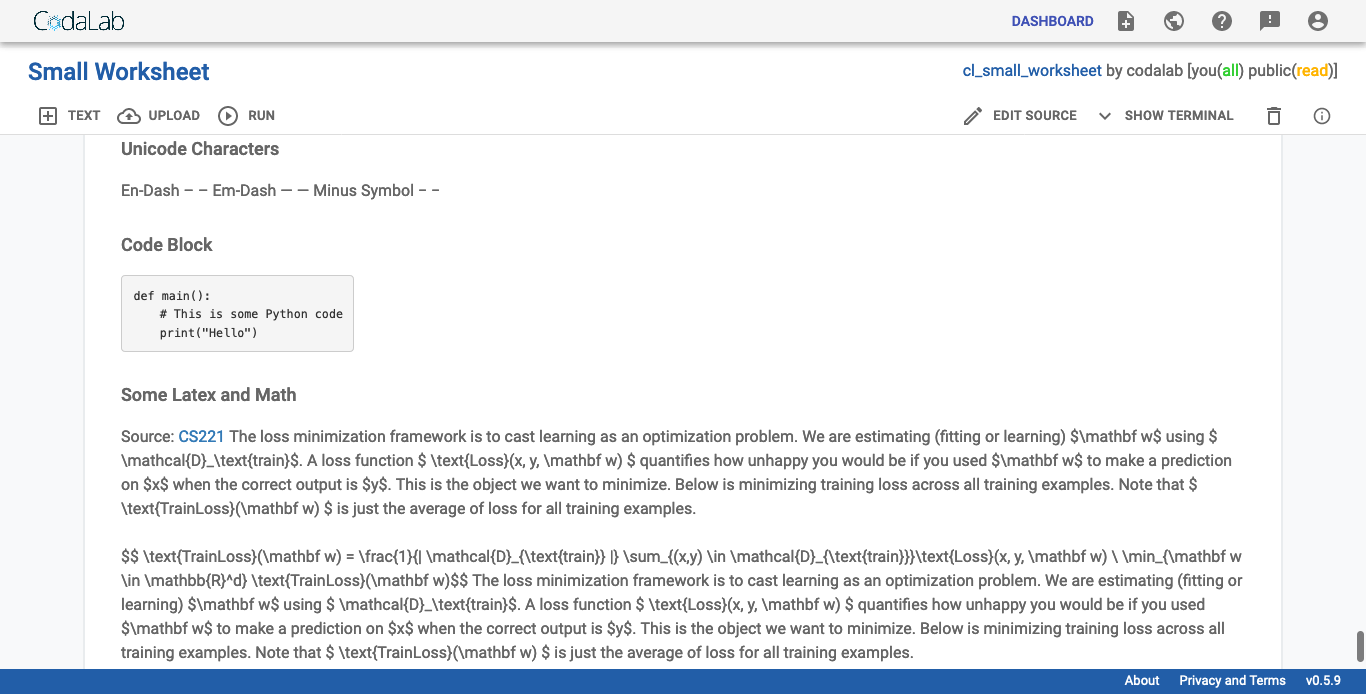 CodaLab
DASHBOARD
Small Worksheet
cl_small_worksheet by codalab [you(all) public(read)]
TEXT UPLOAD RUN
EDIT SOURCE SHOW TERMINAL
Unicode Characters
En-Dash – – Em-Dash — — Minus Symbol − −
Code Block
def main():
    # This is some Python code
    print("Hello")
Some Latex and Math
Source: CS221 The loss minimization framework is to cast learning as an optimization problem. We are estimating (fitting or learning) $\mathbf w$ using $
\mathcal{D}_\text{train}$. A loss function $ \text{Loss}(x, y, \mathbf w) $ quantifies how unhappy you would be if you used $\mathbf w$ to make a prediction
on $x$ when the correct output is $y$. This is the object we want to minimize. Below is minimizing training loss across all training examples. Note that $
\text{TrainLoss}(\mathbf w) $ is just the average of loss for all training examples.
$$ \text{TrainLoss}(\mathbf w) = \frac{1}{| \mathcal{D}_{\text{train}} |} \sum_{(x,y) \in \mathcal{D}_{\text{train}}}\text{Loss}(x, y, \mathbf w) \ \min_{\mathbf w
\in \mathbb{R}^d} \text{TrainLoss}(\mathbf w)$$ The loss minimization framework is to cast learning as an optimization problem. We are estimating (fitting or
learning) $\mathbf w$ using $ \mathcal{D}_\text{train}$. A loss function $ \text{Loss}(x, y, \mathbf w) $ quantifies how unhappy you would be if you used
$\mathbf w$ to make a prediction on $x$ when the correct output is $y$. This is the object we want to minimize. Below is minimizing training loss across all
training examples. Note that $ \text{TrainLoss}(\mathbf w) $ is just the average of loss for all training examples.
About Privacy and Terms v0.5.9